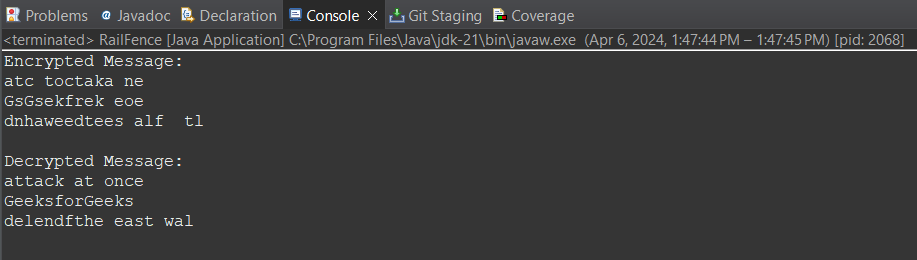 Problems @ Javadoc Declaration Console Git Staging Coverage
<terminated> RailFence [Java Application] C:\Program Files\Java\jdk-21\bin\javaw.exe (Apr 6, 2024, 1:47:44 PM – 1:47:45 PM) [pid: 2068]
Encrypted Message:
atc toctaka ne
GsGsekfrek eoe
dnhaweedtees alf  tl
Decrypted Message:
attack at once
GeeksforGeeks
delendfthe east wal